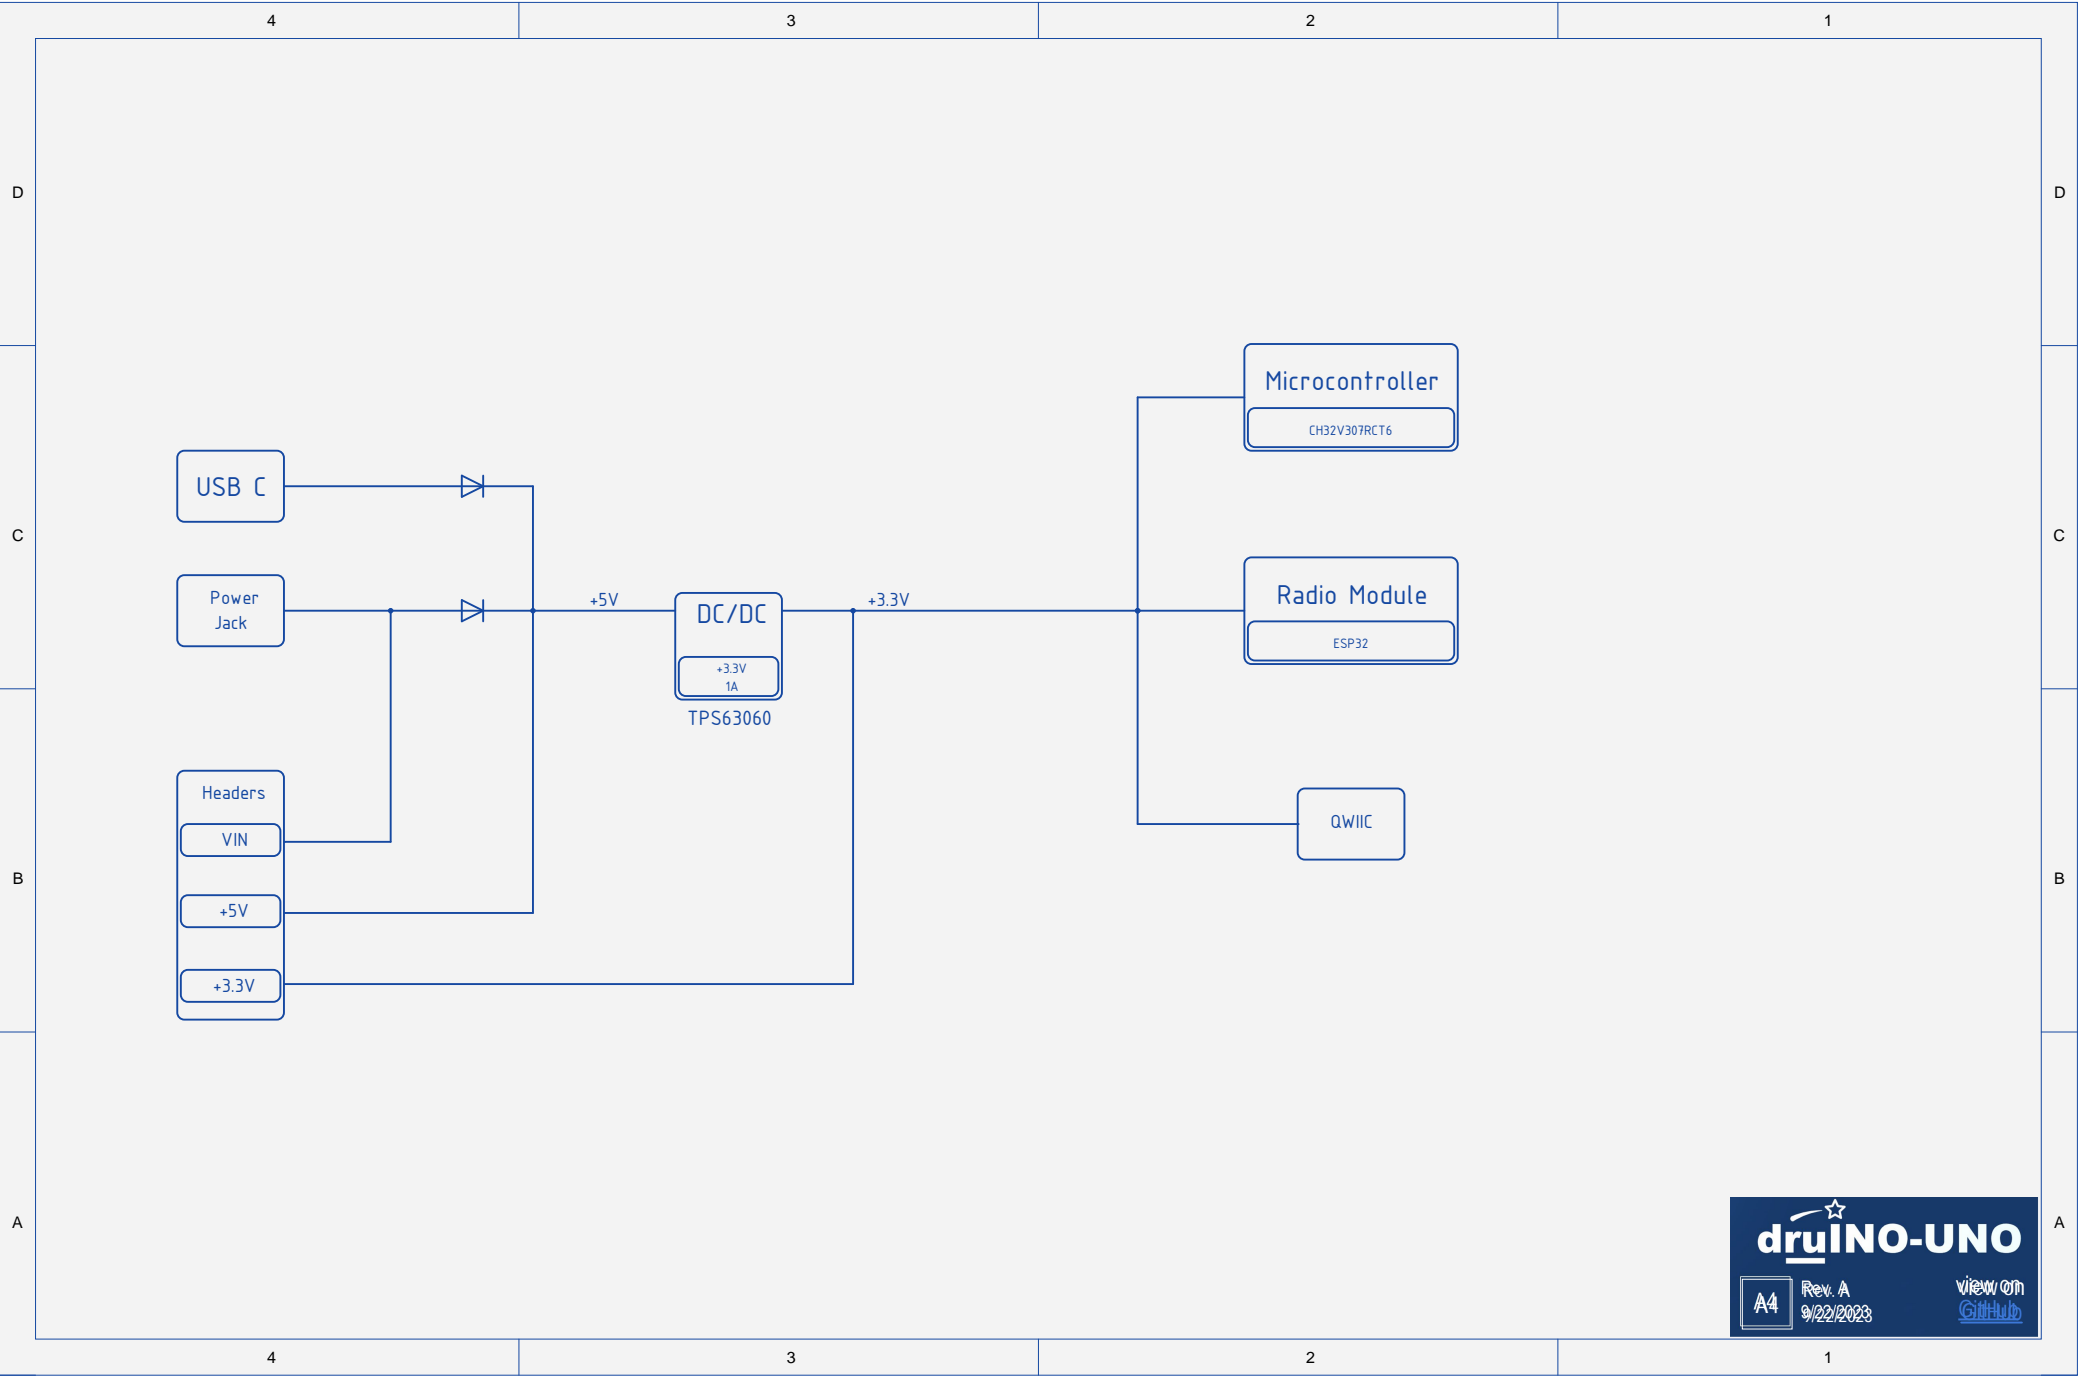 4 3 2 1
D D
Microcontroller
CH32V307RCT6
USB C
C C
Power
Jack
+5V
DC/DC
+3.3V
1A
TPS63060
+3.3V
Radio Module
ESP32
Headers
VIN
+5V
+3.3V
QWIIC
B B
A A
druINO-UNO
A4
Rev. A
9/22/2023
view on
GitHub
4 3 2 1